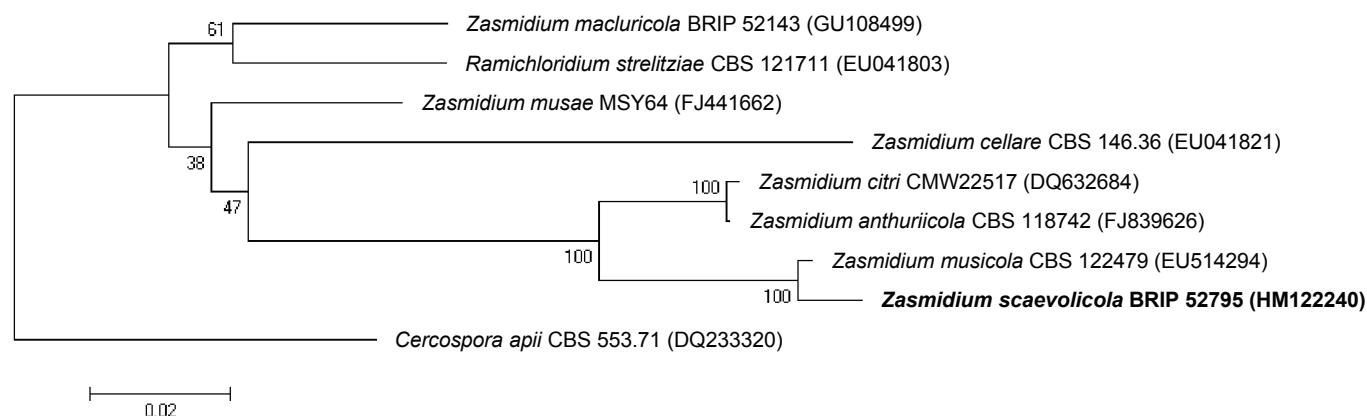 61
Zasmidium macluricola BRIP 52143 (GU108499)
Ramichloridium strelitziae CBS 121711 (EU041803)
Zasmidium musae MSY64 (FJ441662)
38
Zasmidium cellare CBS 146.36 (EU041821)
47
100
Zasmidium citri CMW22517 (DQ632684)
Zasmidium anthuriicola CBS 118742 (FJ839626)
100
Zasmidium musicola CBS 122479 (EU514294)
100
Zasmidium scaevolicola BRIP 52795 (HM122240)
Cercospora apii CBS 553.71 (DQ233320)
0.02